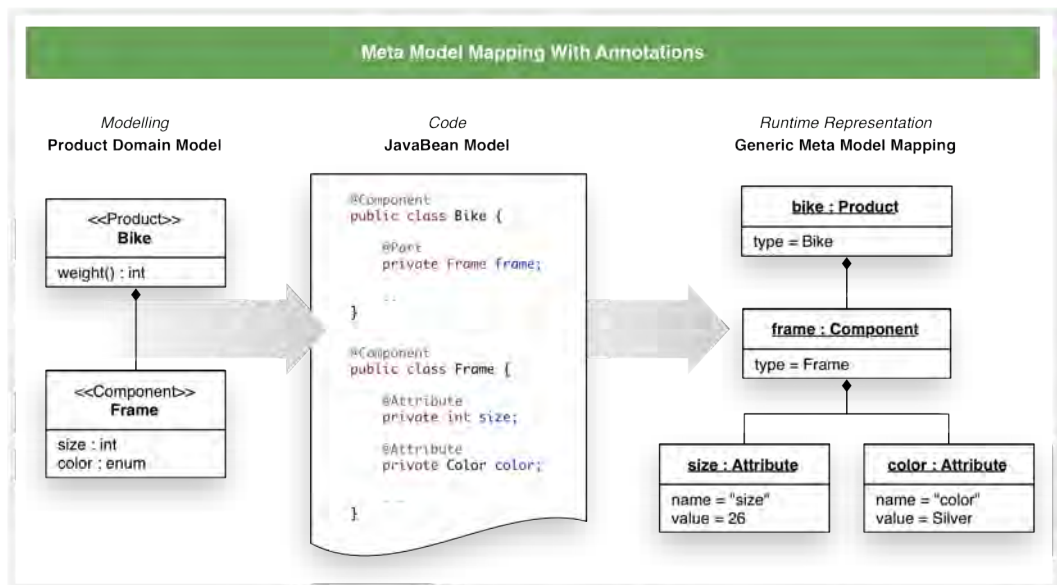 Meta Model Mapping With Annotations
Modelling
Product Domain Model
<<Product>>
Bike
weight() : int
<<Component>>
Frame
size : int
color : enum
Code
JavaBean Model
@Component
public class Bike {
@Part
private Frame frame;
...
}
@Component
public class Frame {
@Attribute
private int size;
@Attribute
private Color color;
...
}
Runtime Representation
Generic Meta Model Mapping
bike : Product
type = Bike
frame : Component
type = Frame
size : Attribute
name = "size"
value = 26
color : Attribute
name = "color"
value = Silver